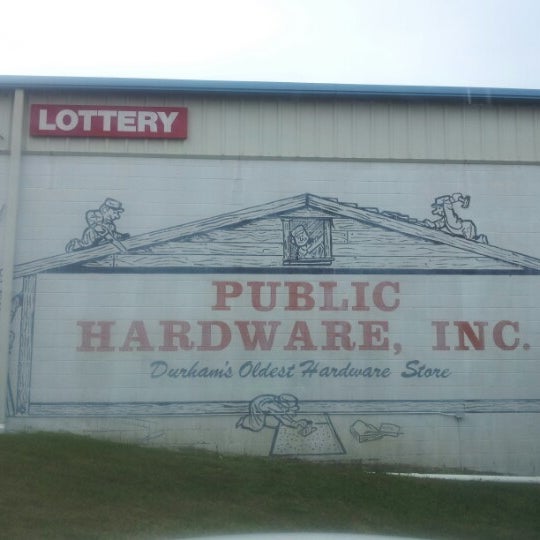 LOTTERY
PUBLIC
HARDWARE, INC.
Durham's Oldest Hardware Store